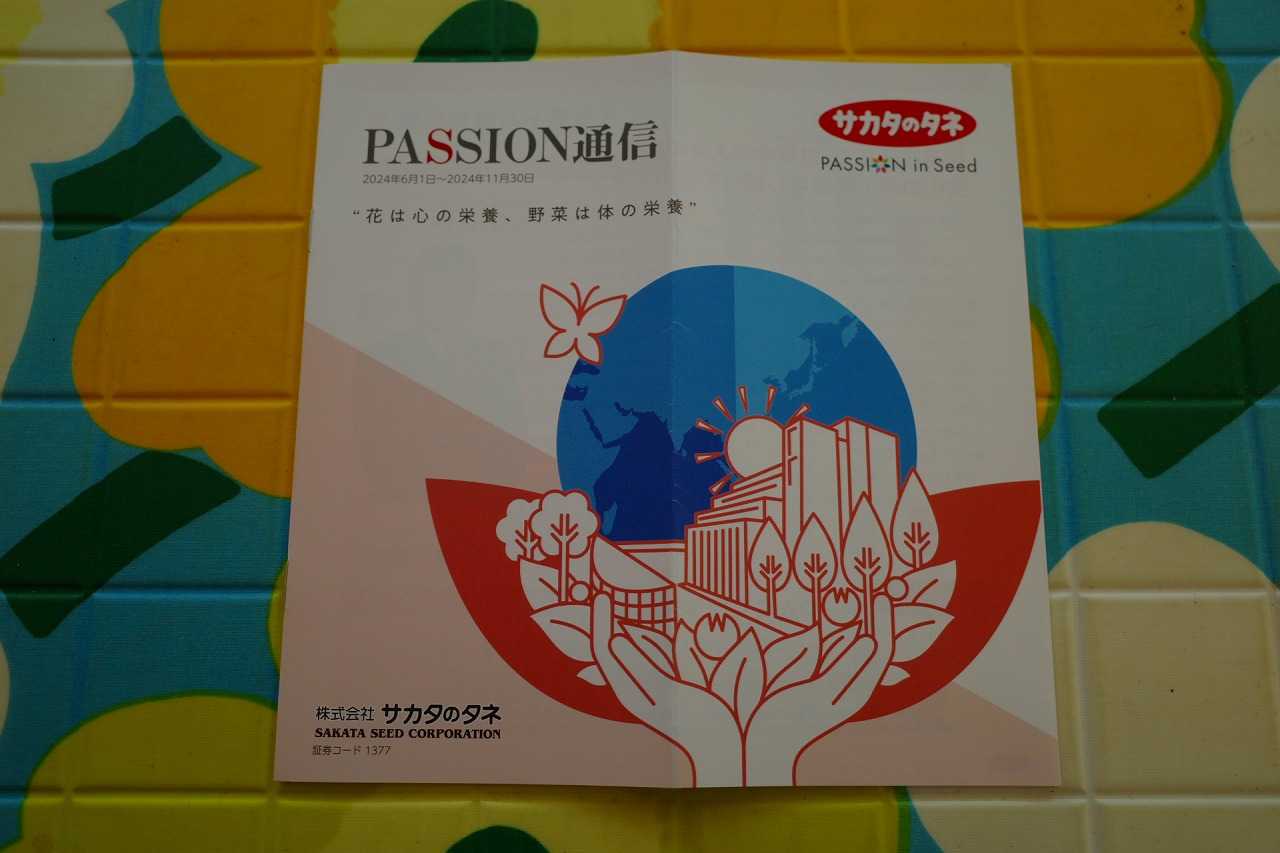 PASSION通信
2024年6月1日～2024年11月30日
“花は心の栄養、野菜は体の栄養”
サカタのタネ
PASSION in Seed
株式会社 サカタのタネ
SAKATA SEED CORPORATION
証券コード 1377